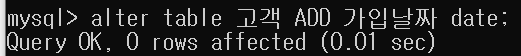 mysql> alter table 고객 ADD 가입날짜 date;
Query OK, 0 rows affected (0.01 sec)